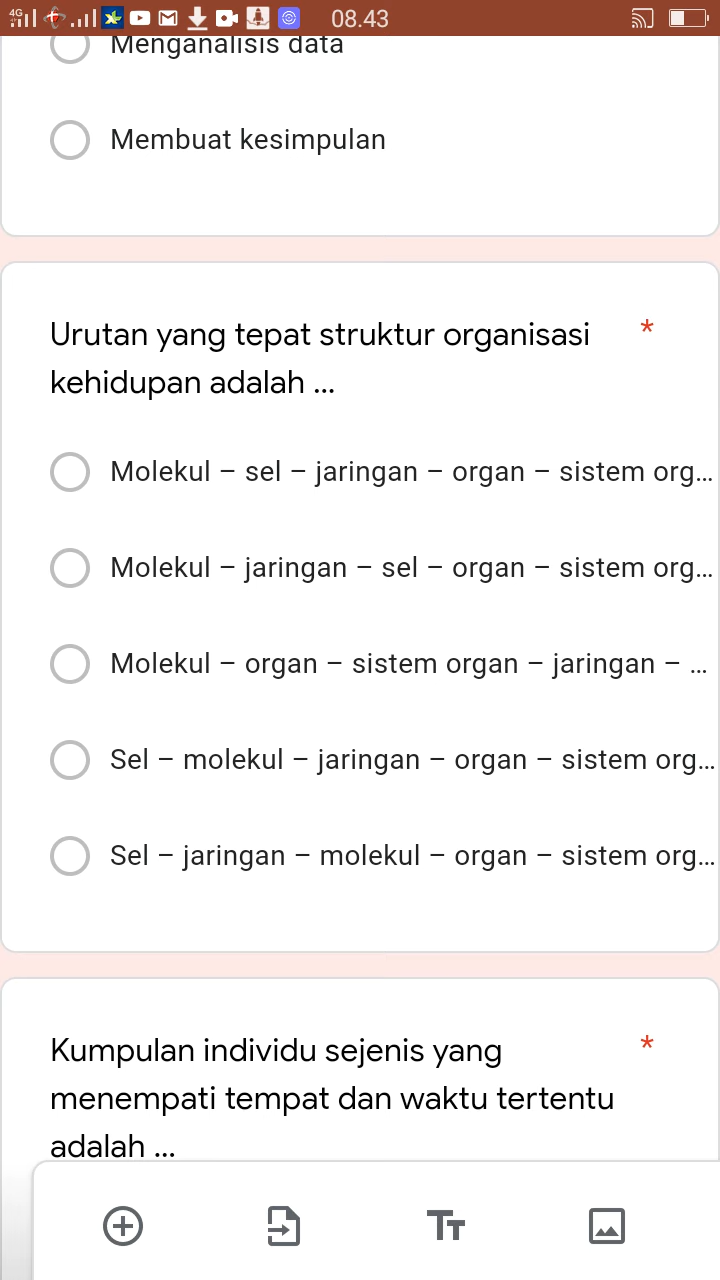 4G 08.43
Menganalisis data
Membuat kesimpulan
Urutan yang tepat struktur organisasi *
kehidupan adalah ...
Molekul – sel – jaringan – organ – sistem org...
Molekul – jaringan – sel – organ – sistem org...
Molekul – organ – sistem organ – jaringan – ...
Sel – molekul – jaringan – organ – sistem org...
Sel – jaringan – molekul – organ – sistem org...
Kumpulan individu sejenis yang *
menempati tempat dan waktu tertentu
adalah ...
TT